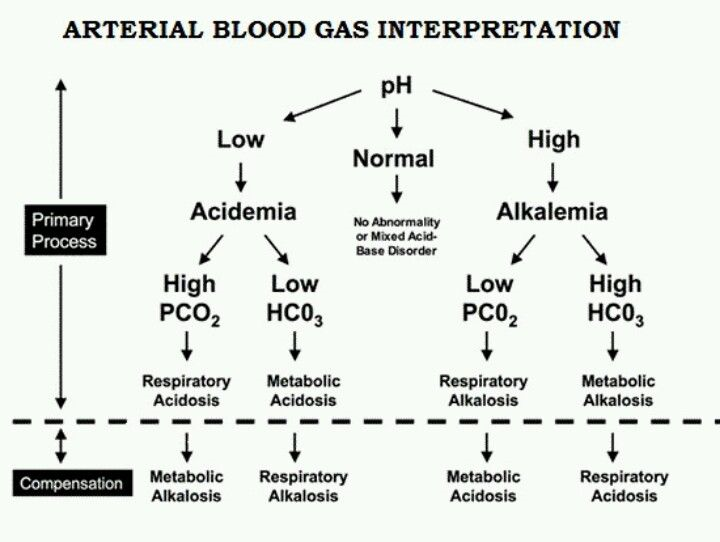 ARTERIAL BLOOD GAS INTERPRETATION
pH
Low
Normal
High
Acidemia
No Abnormality
or Mixed Acid-
Base Disorder
Alkalemia
Primary
Process
High
PCO₂
Low
HC0₃
Low
PC0₂
High
HC0₃
Respiratory
Acidosis
Metabolic
Acidosis
Respiratory
Alkalosis
Metabolic
Alkalosis
Compensation
Metabolic
Alkalosis
Respiratory
Alkalosis
Metabolic
Acidosis
Respiratory
Acidosis